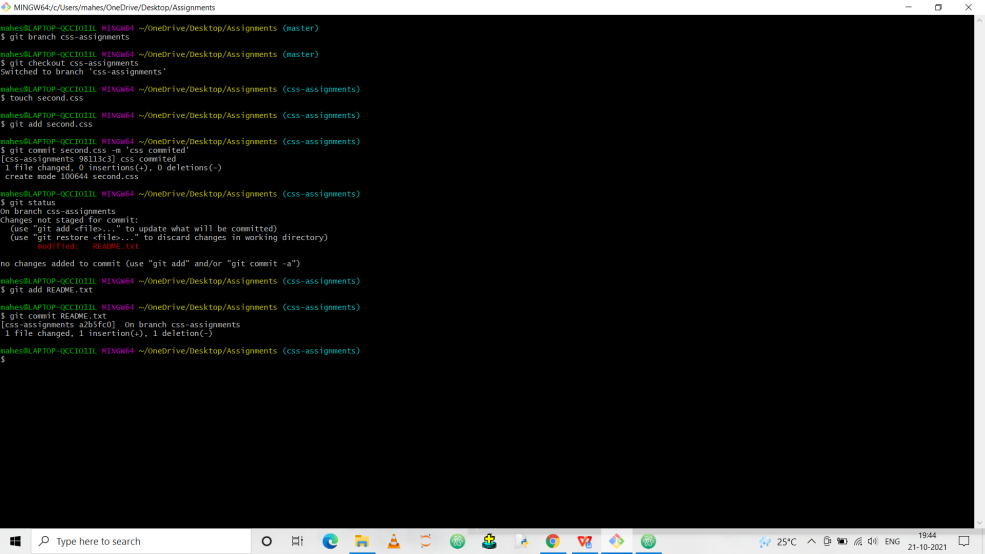 MINGW64:/c/Users/mahes/OneDrive/Desktop/Assignments
mahes@LAPTOP-QCCIO11L MINGW64 ~/OneDrive/Desktop/Assignments (master)
$ git branch css-assignments
mahes@LAPTOP-QCCIO11L MINGW64 ~/OneDrive/Desktop/Assignments (master)
$ git checkout css-assignments
Switched to branch 'css-assignments'
mahes@LAPTOP-QCCIO11L MINGW64 ~/OneDrive/Desktop/Assignments (css-assignments)
$ touch second.css
mahes@LAPTOP-QCCIO11L MINGW64 ~/OneDrive/Desktop/Assignments (css-assignments)
$ git add second.css
mahes@LAPTOP-QCCIO11L MINGW64 ~/OneDrive/Desktop/Assignments (css-assignments)
$ git commit second.css -m 'css commited'
[css-assignments 98113c3] css commited
 1 file changed, 0 insertions(+), 0 deletions(-)
 create mode 100644 second.css
mahes@LAPTOP-QCCIO11L MINGW64 ~/OneDrive/Desktop/Assignments (css-assignments)
$ git status
On branch css-assignments
Changes not staged for commit:
  (use "git add <file>..." to update what will be committed)
  (use "git restore <file>..." to discard changes in working directory)
        modified:   README.txt
no changes added to commit (use "git add" and/or "git commit -a")
mahes@LAPTOP-QCCIO11L MINGW64 ~/OneDrive/Desktop/Assignments (css-assignments)
$ git add README.txt
mahes@LAPTOP-QCCIO11L MINGW64 ~/OneDrive/Desktop/Assignments (css-assignments)
$ git commit README.txt
[css-assignments a2b5fc0]  On branch css-assignments
 1 file changed, 1 insertion(+), 1 deletion(-)
mahes@LAPTOP-QCCIO11L MINGW64 ~/OneDrive/Desktop/Assignments (css-assignments)
$
Type here to search
25°C
ENG
19:44
21-10-2021